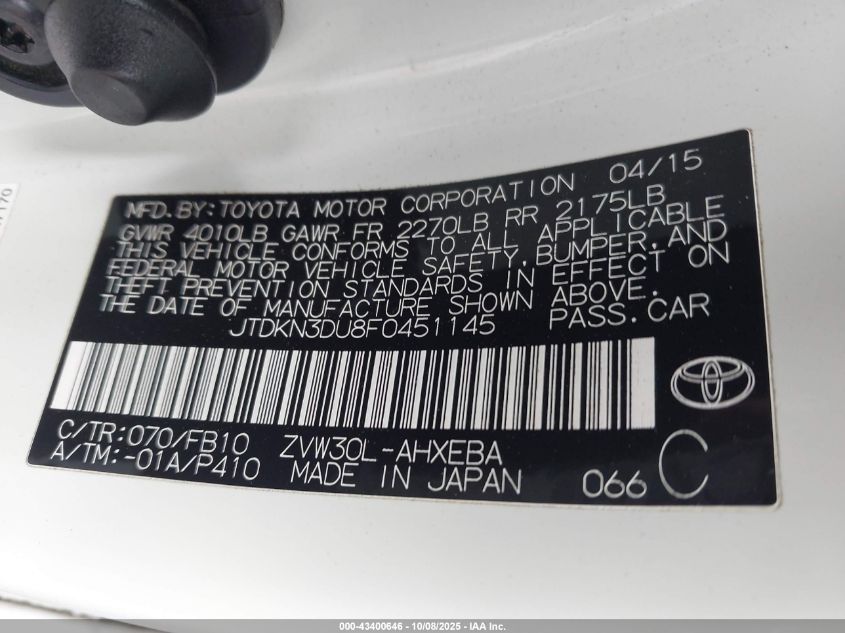 MFD.BY:TOYOTA MOTOR CORPORATION 04/15
GVWR 4010LB GAWR FR 2270LB RR 2175LB
THIS VEHICLE CONFORMS TO ALL APPLICABLE
FEDERAL MOTOR VEHICLE SAFETY,BUMPER,AND
THEFT PREVENTION STANDARDS IN EFFECT ON
THE DATE OF MANUFACTURE SHOWN ABOVE.
JTDKN3DU8F0451145 PASS.CAR
C/TR:070/FB10 ZVW30L-AHXEBA
A/TM:-01A/P410 MADE IN JAPAN 066 C
000-43400646 - 10/08/2025 - IAA Inc.